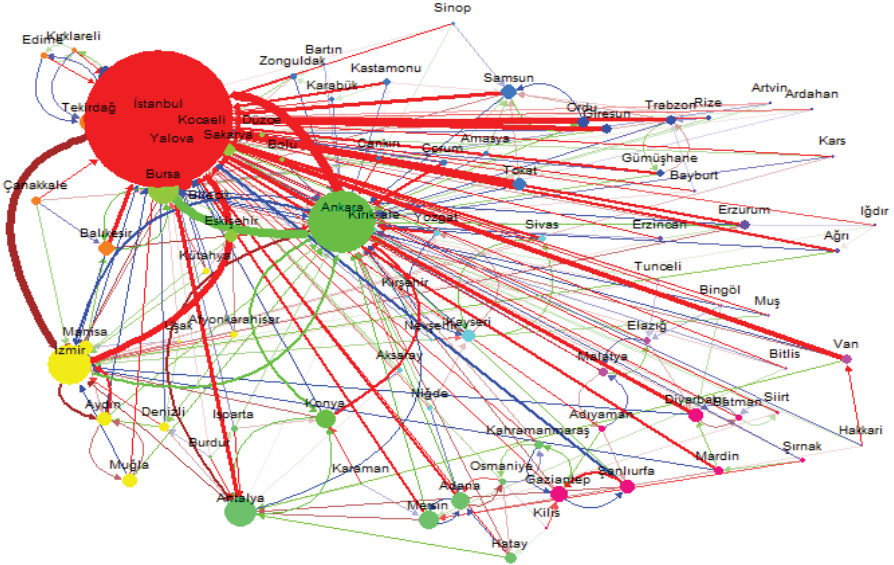 Sinop
Edirne
Kırklareli
Bartın
Zonguldak
Kastamonu
Karabük
Samsun
Tekirdağ
İstanbul
Kocaeli
Düzce
Yalova
Sakarya
Ordu
Giresun
Trabzon
Rize
Artvin
Ardahan
Bolu
Çankırı
Çorum
Amasya
Tokat
Gümüşhane
Bayburt
Kars
Çanakkale
Bursa
Bilecik
Ankara
Kırıkkale
Yozgat
Sivas
Erzincan
Erzurum
Iğdır
Ağrı
Balıkesir
Eskişehir
Kütahya
Kırşehir
Tunceli
Bingöl
Muş
Manisa
İzmir
Uşak
Afyonkarahisar
Nevşehir
Kayseri
Elazığ
Malatya
Bitlis
Van
Aksaray
Niğde
Aydın
Denizli
Isparta
Konya
Kahramanmaraş
Adıyaman
Diyarbakır
Batman
Siirt
Hakkari
Burdur
Muğla
Karaman
Osmaniye
Gaziantep
Şanlıurfa
Mardin
Şırnak
Antalya
Mersin
Adana
Kilis
Hatay